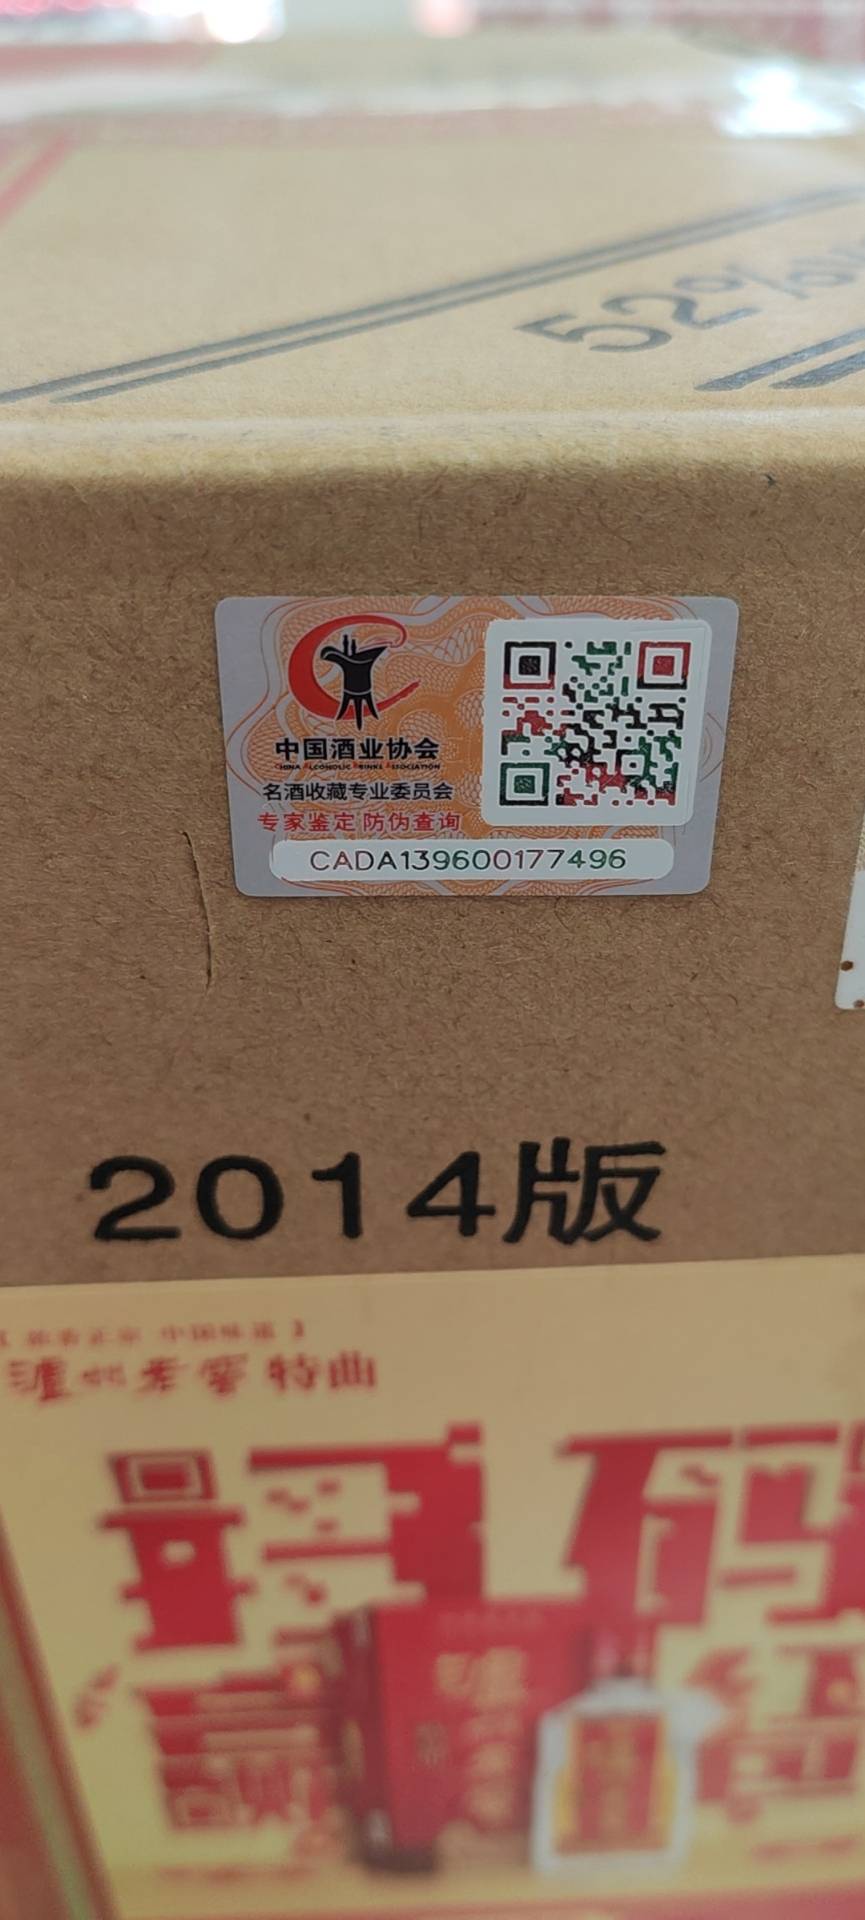 52%
中国酒业协会
CHINA ALCOHOLIC DRINKS ASSOCIATION
名酒收藏专业委员会
专家鉴定 防伪查询
CADA139600177496
2014版
泸州老窖 特曲